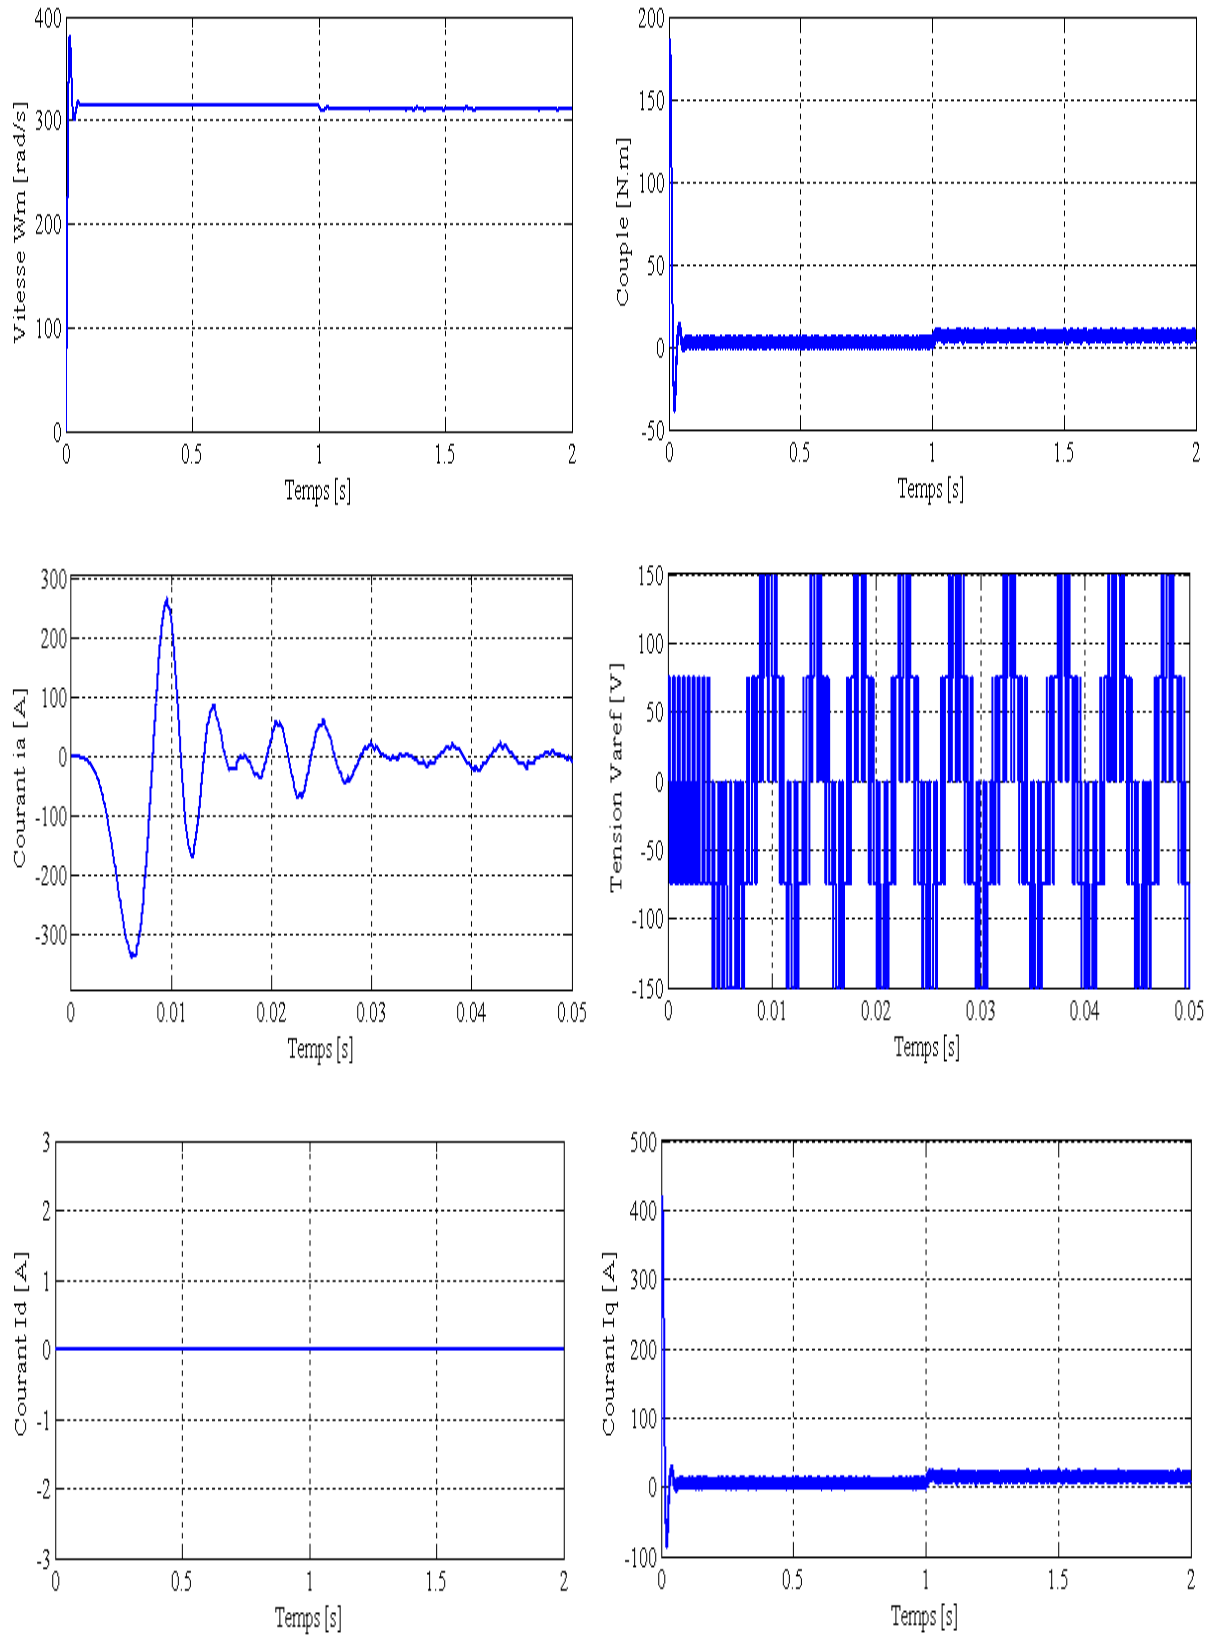 400
300
200
100
0
Vitesse Wm [rad/s]
0 0.5 1 1.5 2
Temps [s]
200
150
100
50
0
-50
Couple [N.m]
0 0.5 1 1.5 2
Temps [s]
300
200
100
0
-100
-200
-300
Courant ia [A]
0 0.01 0.02 0.03 0.04 0.05
Temps [s]
150
100
50
0
-50
-100
-150
Tension Varef [V]
0 0.01 0.02 0.03 0.04 0.05
Temps [s]
3
2
1
0
-1
-2
-3
Courant Id [A]
0 0.5 1 1.5 2
Temps [s]
500
400
300
200
100
0
-100
Courant Iq [A]
0 0.5 1 1.5 2
Temps [s]